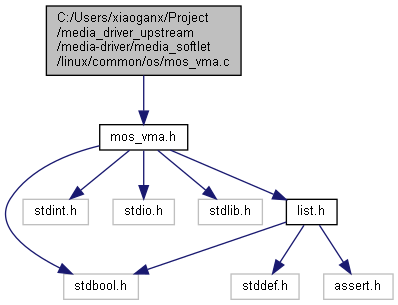 C:/Users/xiaoganx/Project
/media_driver_upstream
/media-driver/media_softlet
/linux/common/os/mos_vma.c
mos_vma.h
stdint.h
stdio.h
stdlib.h
list.h
stdbool.h
stddef.h
assert.h